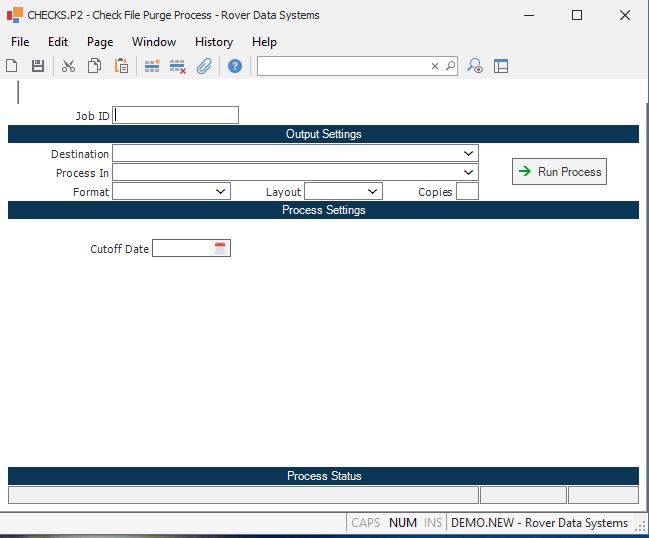 CHECKS.P2 - Check File Purge Process - Rover Data Systems
File Edit Page Window History Help
Job ID
Output Settings
Destination
Process In
Run Process
Format Layout Copies
Process Settings
Cutoff Date
Process Status
CAPS NUM INS DEMO.NEW - Rover Data Systems